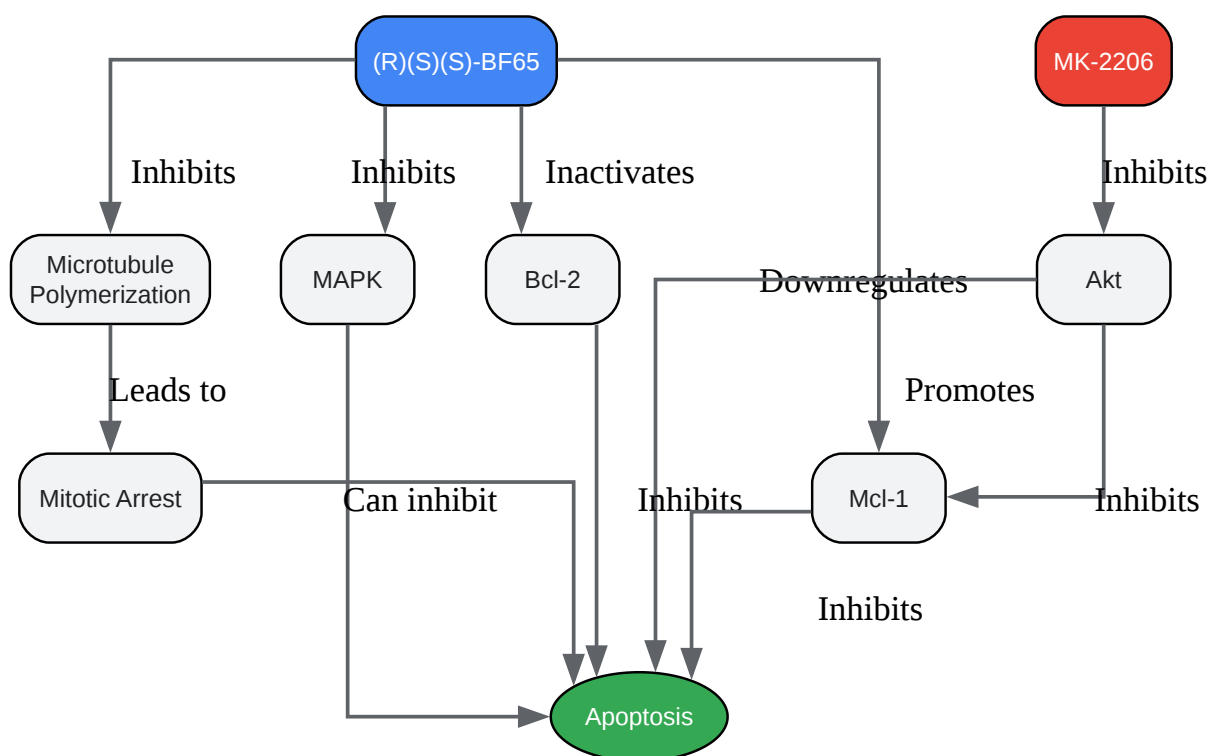 (R)(S)(S)-BF65
MK-2206
Inhibits
Inhibits
Inactivates
Inhibits
Microtubule
Polymerization
MAPK
Bcl-2
Downregulates
Akt
Leads to
Promotes
Mitotic Arrest
Can inhibit
Inhibits
Mcl-1
Inhibits
Inhibits
Apoptosis